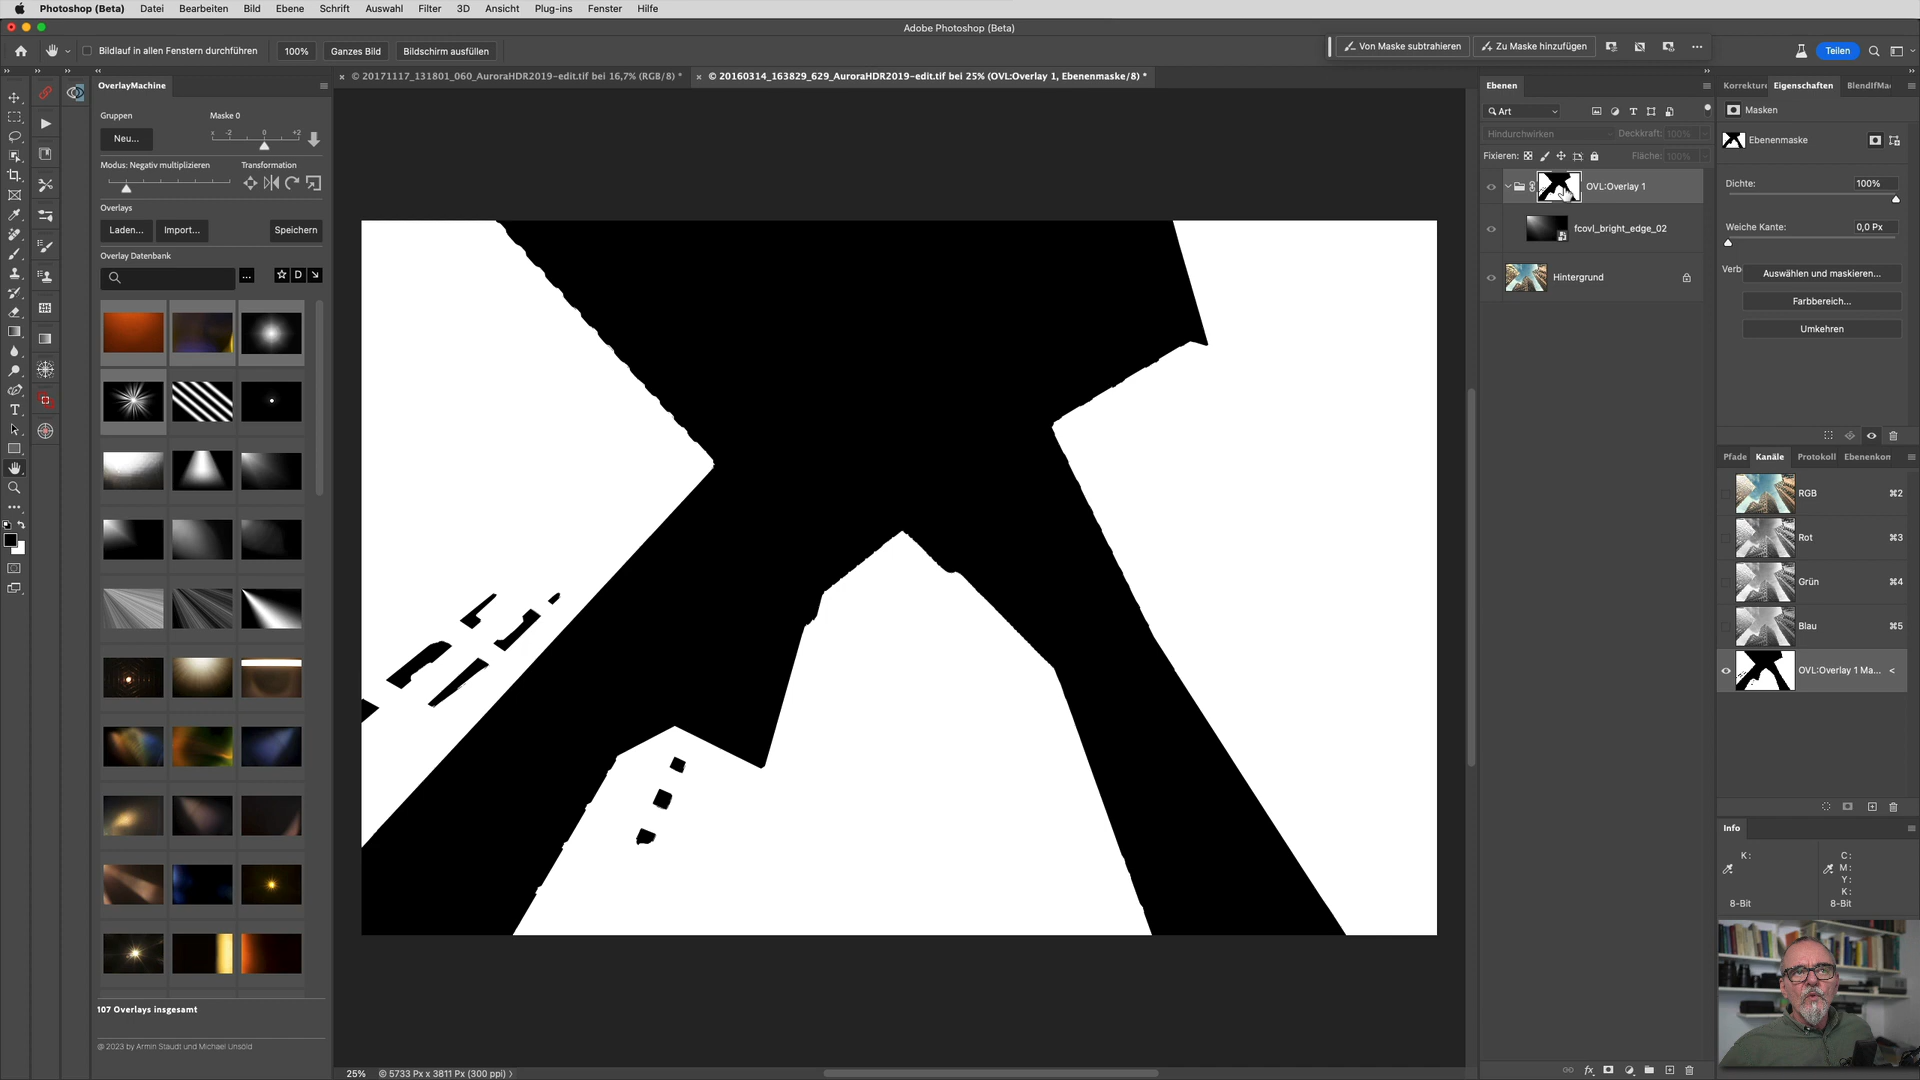 Photoshop (Beta) Datei Bearbeiten Bild Ebene Schrift Auswahl Filter 3D Ansicht Plug-ins Fenster Hilfe
Adobe Photoshop (Beta)
Bildlauf in allen Fenstern durchführen 100% Ganzes Bild Bildschirm ausfüllen
Von Maske subtrahieren Zu Maske hinzufügen Teilen
© 20171117_131801_060_AuroraHDR2019-edit.tif bei 16,7% (RGB/8) *
© 20160314_163829_629_AuroraHDR2019-edit.tif bei 25% (OVL:Overlay 1, Ebenenmaske/8) *
OverlayMachine
Gruppen Maske 0
Neu... x -2 0 +2
Modus: Negativ multiplizieren Transformation
Overlays
Laden... Import... Speichern
Overlay Datenbank
... D
107 Overlays insgesamt
@ 2023 by Armin Staudt und Michael Unsöld
25% © 5733 Px x 3811 Px (300 ppi)
Ebenen
Art
Hindurchwirken Deckkraft: 100%
Fixieren: Fläche: 100%
OVL:Overlay 1
fcovl_bright_edge_02
Hintergrund
Korrekture Eigenschaften BlendIfMa
Masken
Ebenenmaske
Dichte: 100%
Weiche Kante: 0,0 Px
Verb Auswählen und maskieren...
Farbbereich...
Umkehren
Pfade Kanäle Protokoll Ebenenkon
RGB ⌘2
Rot ⌘3
Grün ⌘4
Blau ⌘5
OVL:Overlay 1 Ma... <
Info
K: C:
M:
Y:
K:
8-Bit 8-Bit
fx